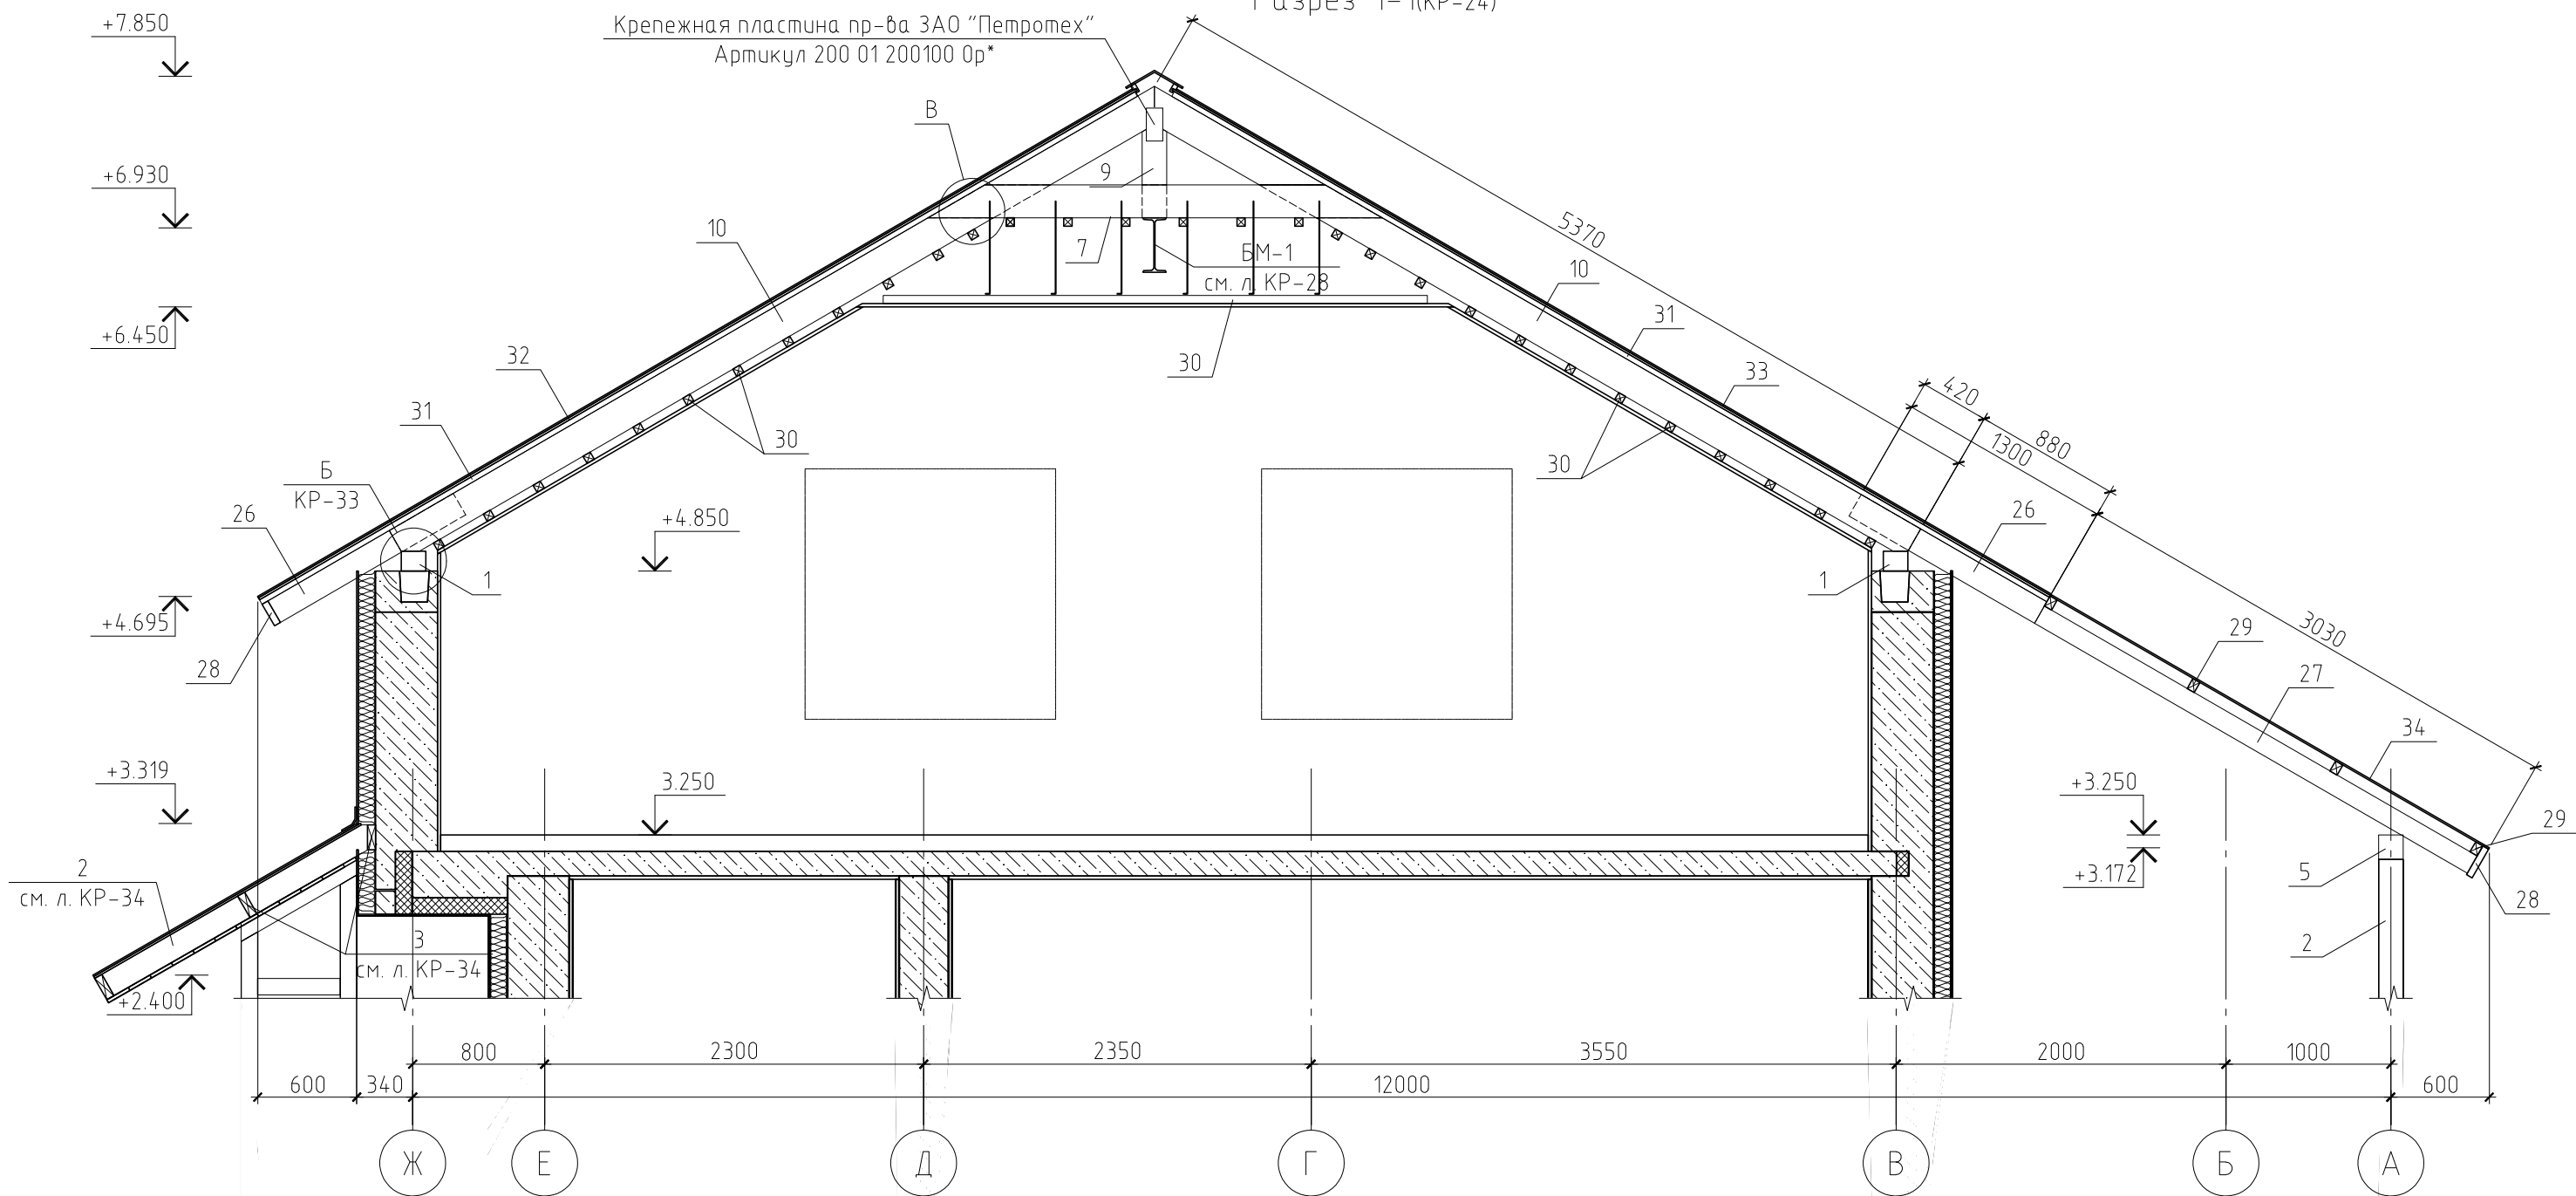 Разрез 1-1(КР-24)
+7.850
Крепежная пластина пр-ва ЗАО "Петротех"
Артикул 200 01 200100 0р*
В
+6.930
9
5370
10
7
БМ-1
см. л. КР-28
10
+6.450
31
32
30
33
420
31
1300
880
30
30
Б
КР-33
26
26
+4.850
1
1
+4.695
3030
29
28
27
34
+3.319
3.250
+3.250
29
2
см. л. КР-34
+3.172
5
28
3
см. л. КР-34
2
+2.400
800
2300
2350
3550
2000
1000
600
340
12000
600
Ж
Е
Д
Г
В
Б
А